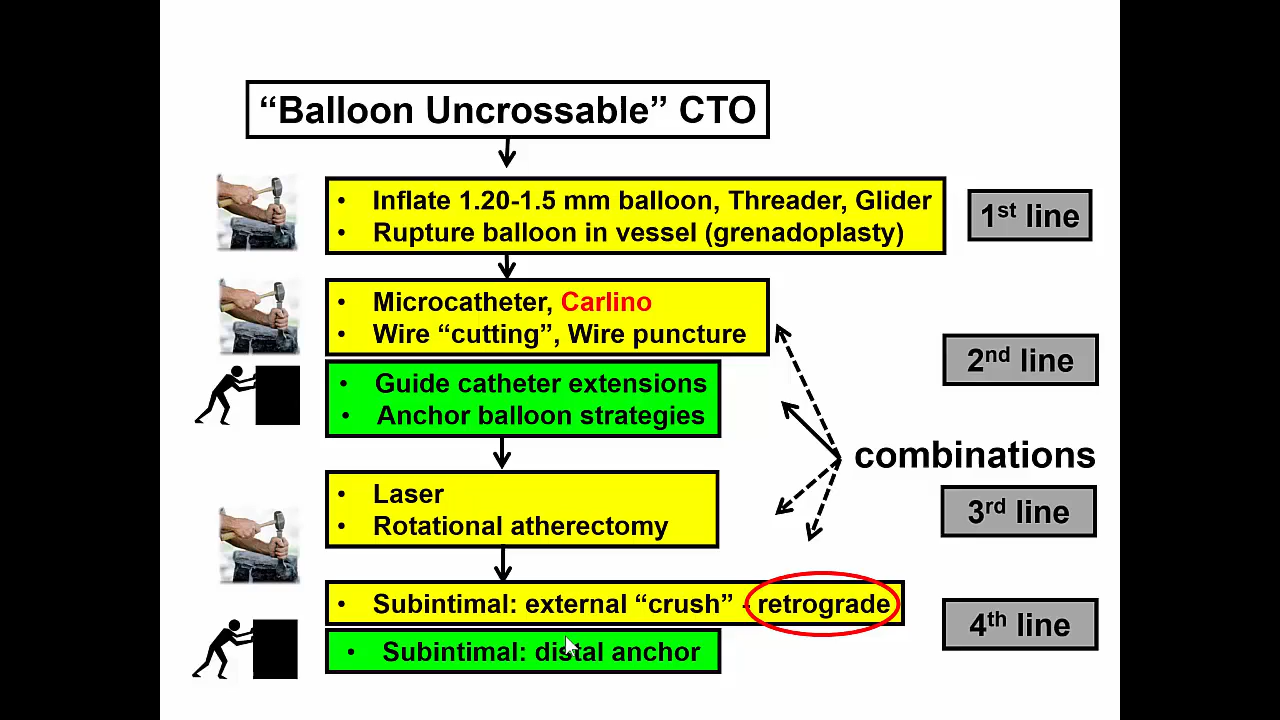 “Balloon Uncrossable” CTO
• Inflate 1.20-1.5 mm balloon, Threader, Glider
• Rupture balloon in vessel (grenadoplasty)
1st line
• Microcatheter, Carlino
• Wire “cutting”, Wire puncture
2nd line
• Guide catheter extensions
• Anchor balloon strategies
combinations
• Laser
• Rotational atherectomy
3rd line
• Subintimal: external “crush” - retrograde
4th line
• Subintimal: distal anchor